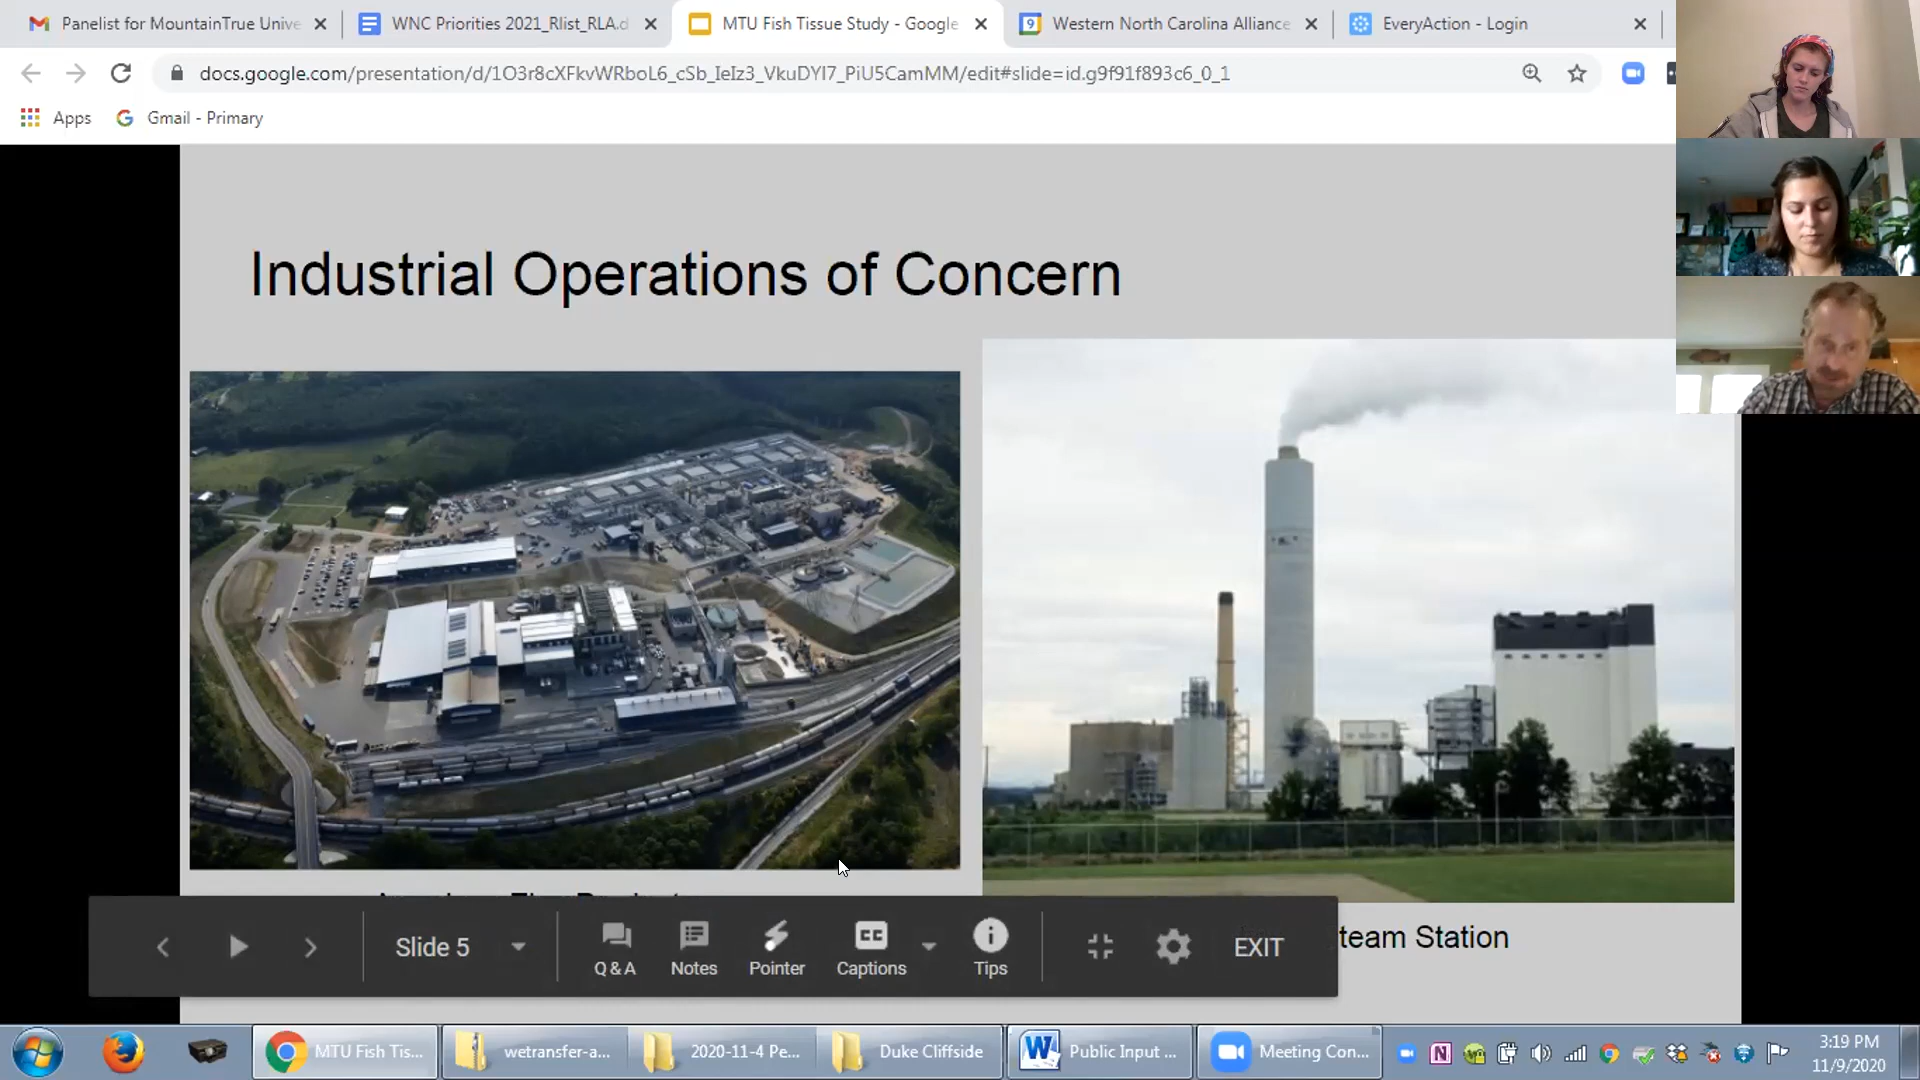 Panelist for MountainTrue Unive
WNC Priorities 2021_Rlist_RLA.d
MTU Fish Tissue Study - Google
9
Western North Carolina Alliance
EveryAction - Login
docs.google.com/presentation/d/1O3r8cXFkvWRboL6_cSb_IeIz3_VkuDYI7_PiU5CamMM/edit#slide=id.g9f91f893c6_0_1
Apps
Gmail - Primary
Industrial Operations of Concern
team Station
Slide 5
Q & A
Notes
Pointer
CC
Captions
Tips
EXIT
MTU Fish Tis...
wetransfer-a...
2020-11-4 Pe...
Duke Cliffside
Public Input ...
Meeting Con...
3:19 PM
11/9/2020